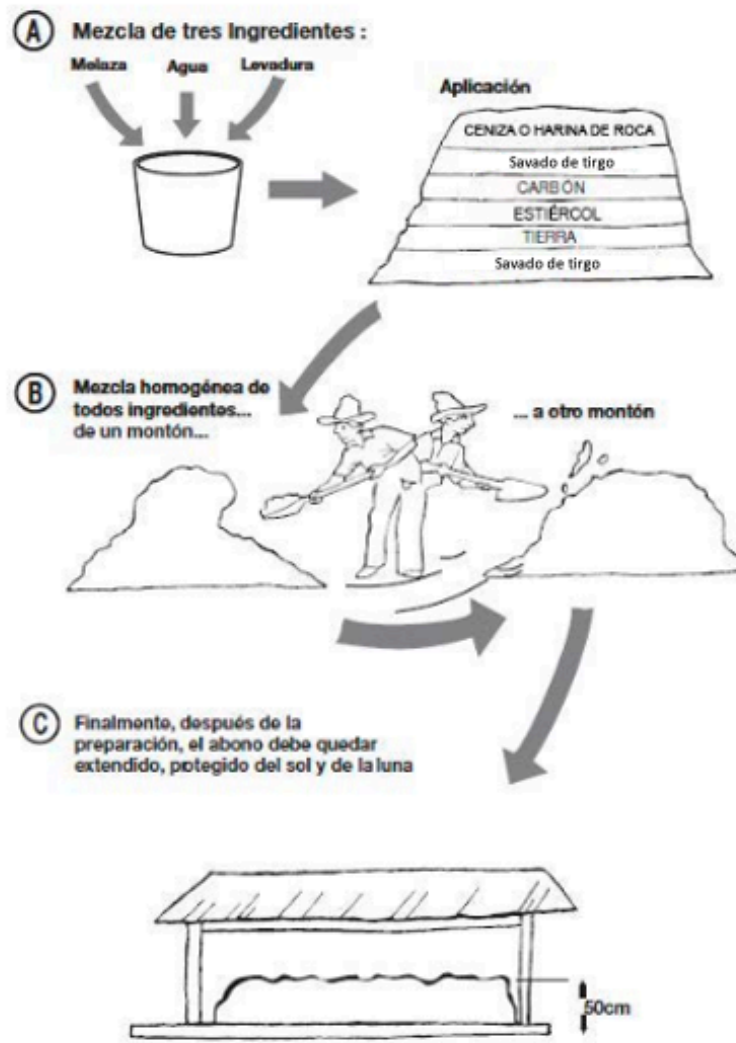 A Mezcla de tres Ingredientes :
Melaza Agua Levadura
Aplicación
CENIZA O HARINA DE ROCA
Savado de tirgo
CARBÓN
ESTIÉRCOL
TIERRA
Savado de tirgo
B Mezcla homogénea de
todos ingredientes...
de un montón...
... a otro montón
C Finalmente, después de la
preparación, el abono debe quedar
extendido, protegido del sol y de la luna
50cm